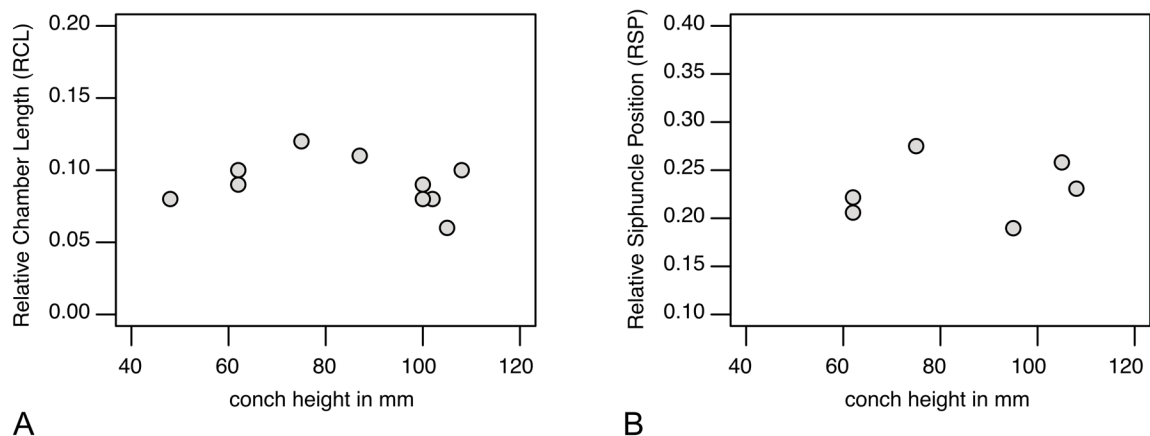 Relative Chamber Length (RCL)
0.20
0.15
0.10
0.05
0.00
40 60 80 100 120
conch height in mm
A
Relative Siphuncle Position (RSP)
0.40
0.35
0.30
0.25
0.20
0.15
0.10
40 60 80 100 120
conch height in mm
B